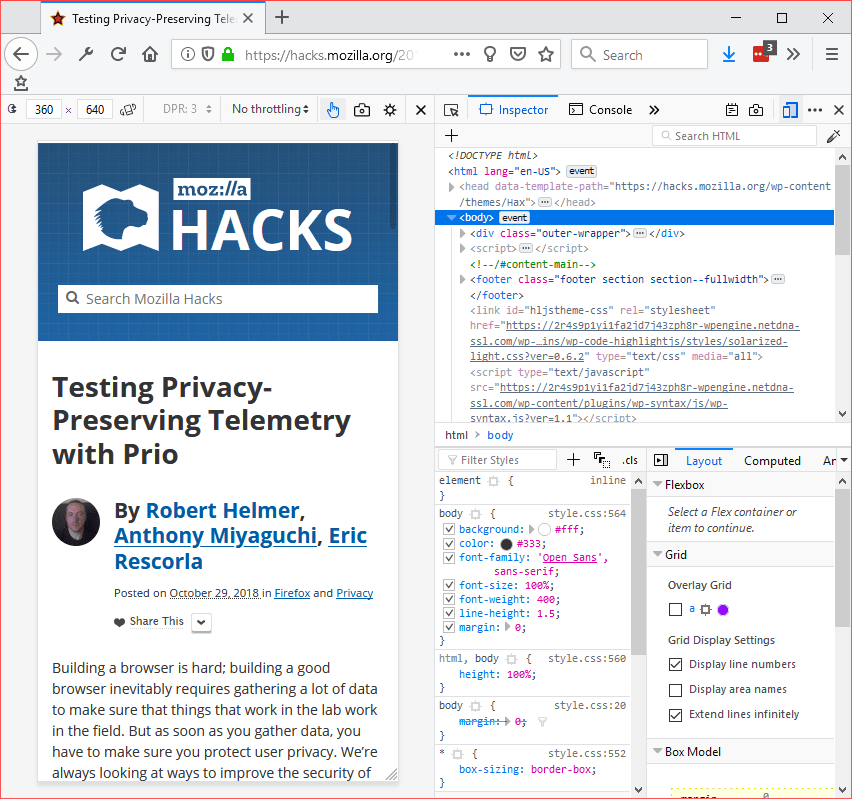 Testing Privacy-Preserving Tele
https://hacks.mozilla.org/20
Search
3
360 × 640
DPR: 3
No throttling
Inspector
Console
Search HTML
<!DOCTYPE html>
<html lang="en-US"> event
<head data-template-path="https://hacks.mozilla.org/wp-content
/themes/Hax"> </head>
<body> event
<div class="outer-wrapper"> </div>
<script> </script>
<!--/#content-main-->
<footer class="footer section section--fullwidth">
</footer>
<link id="hljstheme-css" rel="stylesheet"
href="https://2r4s9p1yi1fa2jd7j43zph8r-wpengine.netdna-
ssl.com/wp-…ins/wp-code-highlightjs/styles/solarized-
light.css?ver=0.6.2" type="text/css" media="all">
<script type="text/javascript"
src="https://2r4s9p1yi1fa2jd7j43zph8r-wpengine.netdna-
ssl.com/wp-content/plugins/wp-syntax/js/wp-
syntax.js?ver=1.1"></script>
html › body
moz://a
HACKS
Search Mozilla Hacks
Testing Privacy-
Preserving Telemetry
with Prio
By Robert Helmer,
Anthony Miyaguchi, Eric
Rescorla
Posted on October 29, 2018 in Firefox and Privacy
Share This
Building a browser is hard; building a good
browser inevitably requires gathering a lot of data
to make sure that things that work in the lab work
in the field. But as soon as you gather data, you
have to make sure you protect user privacy. We're
always looking at ways to improve the security of
Filter Styles
.cls
element { inline
}
body { style.css:564
background: #fff;
color: #333;
font-family: 'Open Sans',
sans-serif;
font-size: 100%;
font-weight: 400;
line-height: 1.5;
margin: 0;
}
html, body { style.css:560
height: 100%;
}
body { style.css:20
margin: 0;
}
* { style.css:552
box-sizing: border-box;
}
Layout
Computed
An
Flexbox
Select a Flex container or
item to continue.
Grid
Overlay Grid
a
Grid Display Settings
Display line numbers
Display area names
Extend lines infinitely
Box Model
margin 0